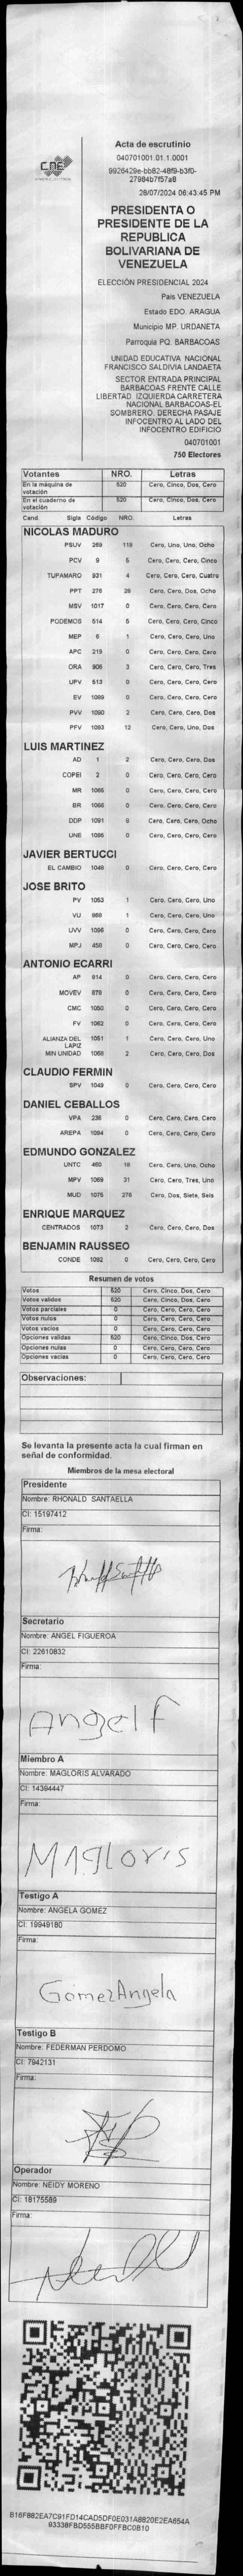 CNE
Acta de escrutinio
040701001.01.1.0001
9926429e-bb82-48f9-b3f0-
27984b7f57a8
28/07/2024 06:43:45 PM
PRESIDENTA O
PRESIDENTE DE LA
REPUBLICA
BOLIVARIANA DE
VENEZUELA
ELECCIÓN PRESIDENCIAL 2024
Pais VENEZUELA
Estado EDO. ARAGUA
Municipio MP. URDANETA
Parroquia PQ. BARBACOAS
UNIDAD EDUCATIVA NACIONAL
FRANCISCO SALDIVIA LANDAETA
SECTOR ENTRADA PRINCIPAL
BARBACOAS FRENTE CALLE
LIBERTAD. IZQUIERDA CARRETERA
NACIONAL BARBACOAS-EL
SOMBRERO. DERECHA PASAJE
INFOCENTRO AL LADO DEL
INFOCENTRO EDIFICIO
040701001
750 Electores
Votantes NRO. Letras
En la máquina de votación 520 Cero, Cinco, Dos, Cero
En el cuaderno de votación 520 Cero, Cinco, Dos, Cero
Cand. Sigla Código NRO. Letras
NICOLAS MADURO
PSUV 269 118 Cero, Uno, Uno, Ocho
PCV 9 5 Cero, Cero, Cero, Cinco
TUPAMARO 931 4 Cero, Cero, Cero, Cuatro
PPT 276 28 Cero, Cero, Dos, Ocho
MSV 1017 0 Cero, Cero, Cero, Cero
PODEMOS 514 5 Cero, Cero, Cero, Cinco
MEP 6 1 Cero, Cero, Cero, Uno
APC 219 0 Cero, Cero, Cero, Cero
ORA 906 3 Cero, Cero, Cero, Tres
UPV 513 0 Cero, Cero, Cero, Cero
EV 1089 0 Cero, Cero, Cero, Cero
PVV 1090 2 Cero, Cero, Cero, Dos
PFV 1093 12 Cero, Cero, Uno, Dos
LUIS MARTINEZ
AD 1 2 Cero, Cero, Cero, Dos
COPEI 2 0 Cero, Cero, Cero, Cero
MR 1065 0 Cero, Cero, Cero, Cero
BR 1066 0 Cero, Cero, Cero, Cero
DDP 1091 8 Cero, Cero, Cero, Ocho
UNE 1095 0 Cero, Cero, Cero, Cero
JAVIER BERTUCCI
EL CAMBIO 1048 0 Cero, Cero, Cero, Cero
JOSE BRITO
PV 1053 1 Cero, Cero, Cero, Uno
VU 868 1 Cero, Cero, Cero, Uno
UVV 1096 0 Cero, Cero, Cero, Cero
MPJ 458 0 Cero, Cero, Cero, Cero
ANTONIO ECARRI
AP 914 0 Cero, Cero, Cero, Cero
MOVEV 878 0 Cero, Cero, Cero, Cero
CMC 1050 0 Cero, Cero, Cero, Cero
FV 1062 0 Cero, Cero, Cero, Cero
ALIANZA DEL LAPIZ 1051 1 Cero, Cero, Cero, Uno
MIN UNIDAD 1068 2 Cero, Cero, Cero, Dos
CLAUDIO FERMIN
SPV 1049 0 Cero, Cero, Cero, Cero
DANIEL CEBALLOS
VPA 236 0 Cero, Cero, Cero, Cero
AREPA 1094 0 Cero, Cero, Cero, Cero
EDMUNDO GONZALEZ
UNTC 460 18 Cero, Cero, Uno, Ocho
MPV 1069 31 Cero, Cero, Tres, Uno
MUD 1075 276 Cero, Dos, Siete, Seis
ENRIQUE MARQUEZ
CENTRADOS 1073 2 Cero, Cero, Cero, Dos
BENJAMIN RAUSSEO
CONDE 1092 0 Cero, Cero, Cero, Cero
Resumen de votos
Votos 520 Cero, Cinco, Dos, Cero
Votos validos 520 Cero, Cinco, Dos, Cero
Votos parciales 0 Cero, Cero, Cero, Cero
Votos nulos 0 Cero, Cero, Cero, Cero
Votos vacios 0 Cero, Cero, Cero, Cero
Opciones validas 520 Cero, Cinco, Dos, Cero
Opciones nulas 0 Cero, Cero, Cero, Cero
Opciones vacias 0 Cero, Cero, Cero, Cero
Observaciones:
Se levanta la presente acta la cual firman en
señal de conformidad.
Miembros de la mesa electoral
Presidente
Nombre: RHONALD SANTAELLA
CI: 15197412
Firma:
Secretario
Nombre: ANGEL FIGUEROA
CI: 22610832
Firma:
Angel f
Miembro A
Nombre: MAGLORIS ALVARADO
CI: 14394447
Firma:
MAGLORIS
Testigo A
Nombre: ANGELA GOMEZ
CI: 19949180
Firma:
Gomez Angela
Testigo B
Nombre: FEDERMAN PERDOMO
CI: 7942131
Firma:
Operador
Nombre: NEIDY MORENO
CI: 18175589
Firma:
B16F882EA7C91FD14CAD5DF0E031A8820E2EA654A
93338FBD555BBF0FFBC0B10